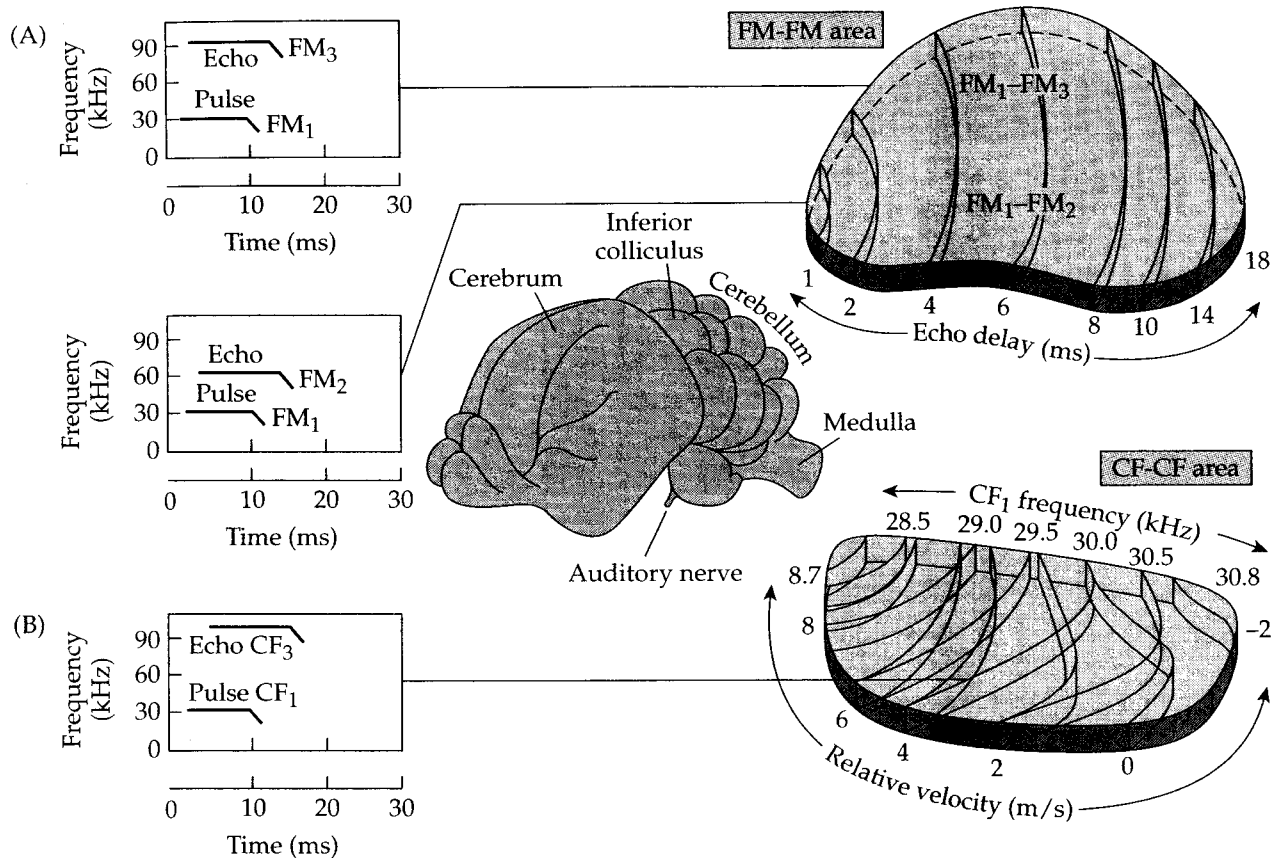 (A)
Frequency
(kHz)
90
60
30
0
Echo
FM3
Pulse
FM1
0 10 20 30
Time (ms)
FM-FM area
FM1–FM3
FM1–FM2
1 2 4 6 8 10 14 18
Echo delay (ms)
Frequency
(kHz)
90
60
30
0
Echo
FM2
Pulse
FM1
0 10 20 30
Time (ms)
Inferior
colliculus
Cerebrum
Cerebellum
Medulla
Auditory nerve
CF-CF area
CF1 frequency (kHz)
28.5 29.0 29.5 30.0 30.5 30.8
8.7
8
6
4
2
0
–2
Relative velocity (m/s)
(B)
Frequency
(kHz)
90
60
30
0
Echo CF3
Pulse CF1
0 10 20 30
Time (ms)